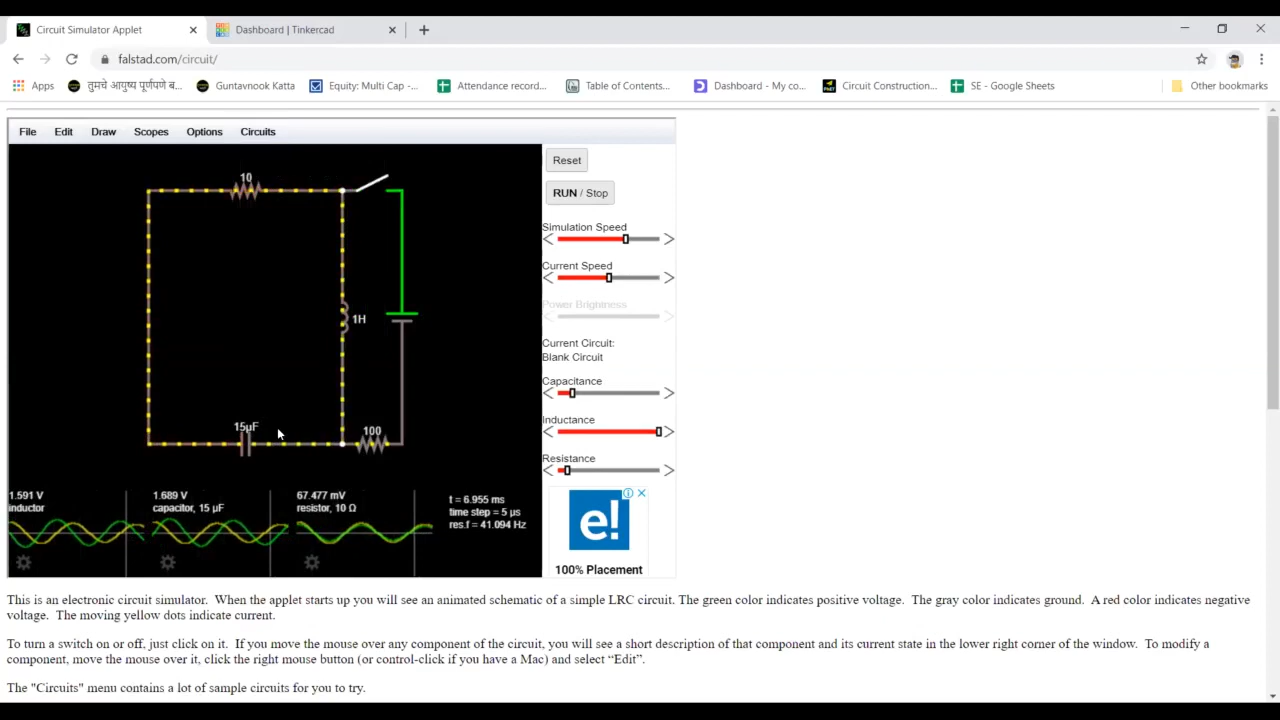 Circuit Simulator Applet
Dashboard | Tinkercad
falstad.com/circuit/
Apps
तुमचे आयुष्य पूर्णपणे ब...
Guntavnook Katta
Equity: Multi Cap -...
Attendance record...
Table of Contents...
Dashboard - My co...
Circuit Construction...
SE - Google Sheets
Other bookmarks
File Edit Draw Scopes Options Circuits
Reset
RUN / Stop
Simulation Speed
Current Speed
Power Brightness
Current Circuit:
Blank Circuit
Capacitance
Inductance
Resistance
10
1H
15µF
100
1.591 V
inductor
1.689 V
capacitor, 15 µF
67.477 mV
resistor, 10 Ω
t = 6.955 ms
time step = 5 µs
res.f = 41.094 Hz
e!
100% Placement
This is an electronic circuit simulator. When the applet starts up you will see an animated schematic of a simple LRC circuit. The green color indicates positive voltage. The gray color indicates ground. A red color indicates negative
voltage. The moving yellow dots indicate current.
To turn a switch on or off, just click on it. If you move the mouse over any component of the circuit, you will see a short description of that component and its current state in the lower right corner of the window. To modify a
component, move the mouse over it, click the right mouse button (or control-click if you have a Mac) and select “Edit”.
The "Circuits" menu contains a lot of sample circuits for you to try.